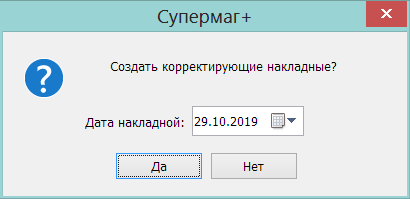 Супермаг+
Создать корректирующие накладные?
Дата накладной: 29.10.2019
Да Нет